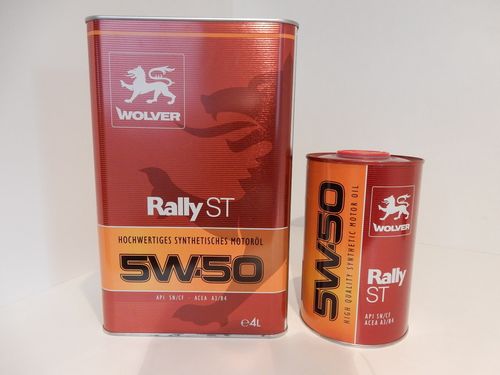 WOLVER
Rally ST
HOCHWERTIGES SYNTHETISCHES MOTORÖL
5W-50
API SN/CF - ACEA A3/B4
e4L
5W-50
HIGH QUALITY SYNTHETIC MOTOR OIL
WOLVER
Rally
ST
API SN/CF
ACEA A3/B4